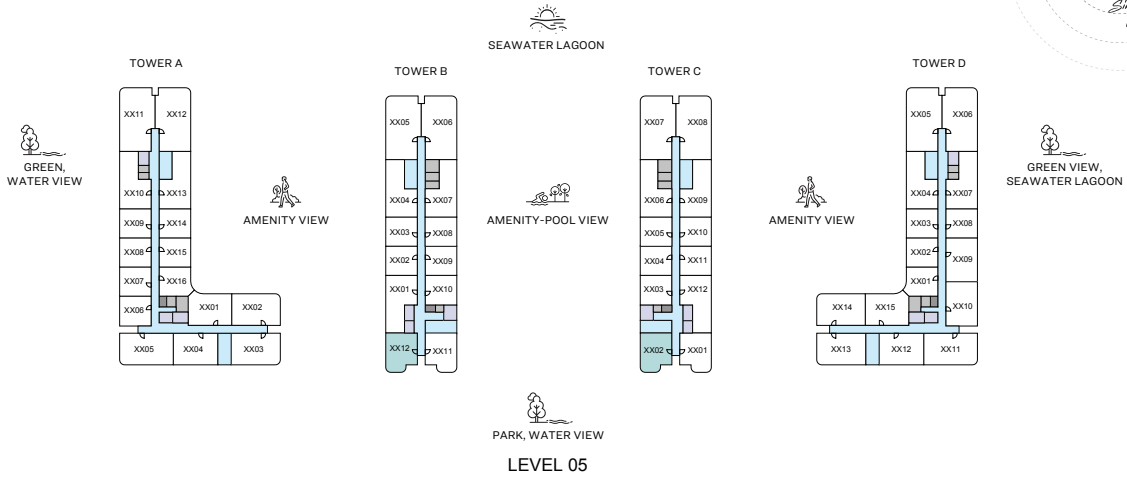 SEAWATER LAGOON
TOWER A
TOWER B
TOWER C
TOWER D
XX11 XX12
XX10 XX13
XX09 XX14
XX08 XX15
XX07 XX16
XX06 XX01 XX02
XX05 XX04 XX03
XX05 XX06
XX04 XX07
XX03 XX08
XX02 XX09
XX01 XX10
XX12 XX11
XX07 XX08
XX06 XX09
XX05 XX10
XX04 XX11
XX03 XX12
XX02 XX01
XX05 XX06
XX04 XX07
XX03 XX08
XX02 XX09
XX01
XX14 XX15 XX10
XX13 XX12 XX11
GREEN,
WATER VIEW
AMENITY VIEW
AMENITY-POOL VIEW
AMENITY VIEW
GREEN VIEW,
SEAWATER LAGOON
PARK, WATER VIEW
LEVEL 05